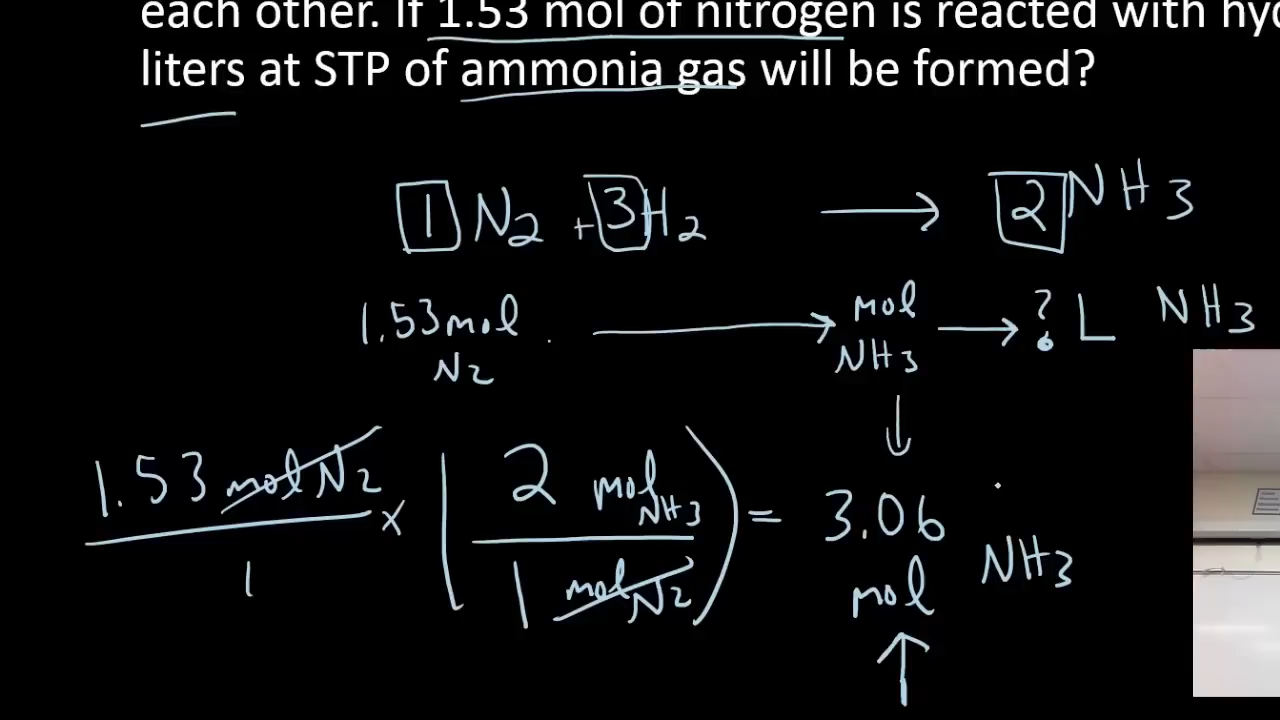 each other. If 1.53 mol of nitrogen is reacted with hy
liters at STP of ammonia gas will be formed?
1 N2 + 3 H2 → 2 NH3
1.53 mol N2 → mol NH3 → ? L NH3
1.53 mol N2 / 1 × ( 2 mol NH3 / 1 mol N2 ) = 3.06 mol NH3